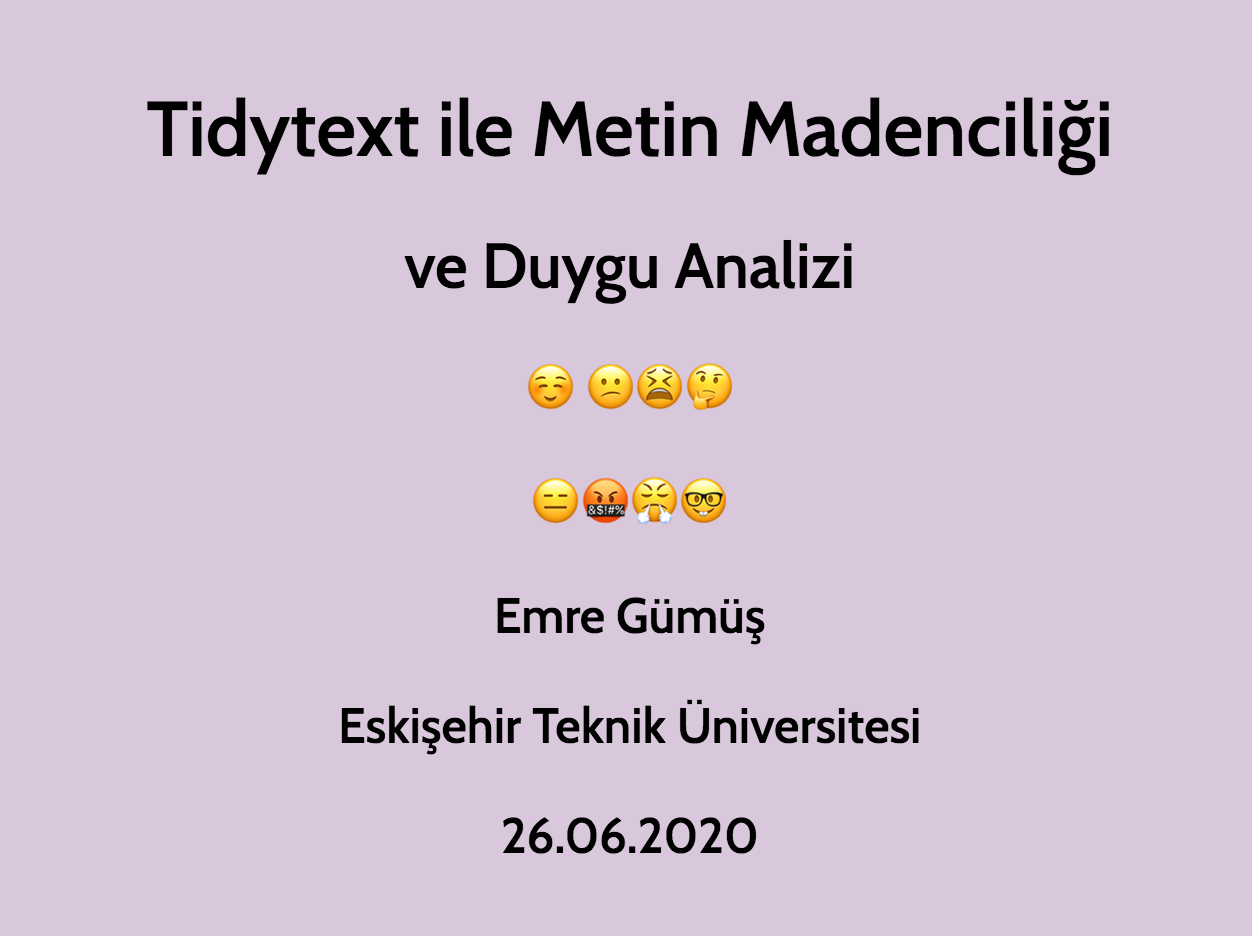 Tidytext ile Metin Madenciliği
ve Duygu Analizi
☺️ 😕😫🤔
😑🤬😤🤓
Emre Gümüş
Eskişehir Teknik Üniversitesi
26.06.2020